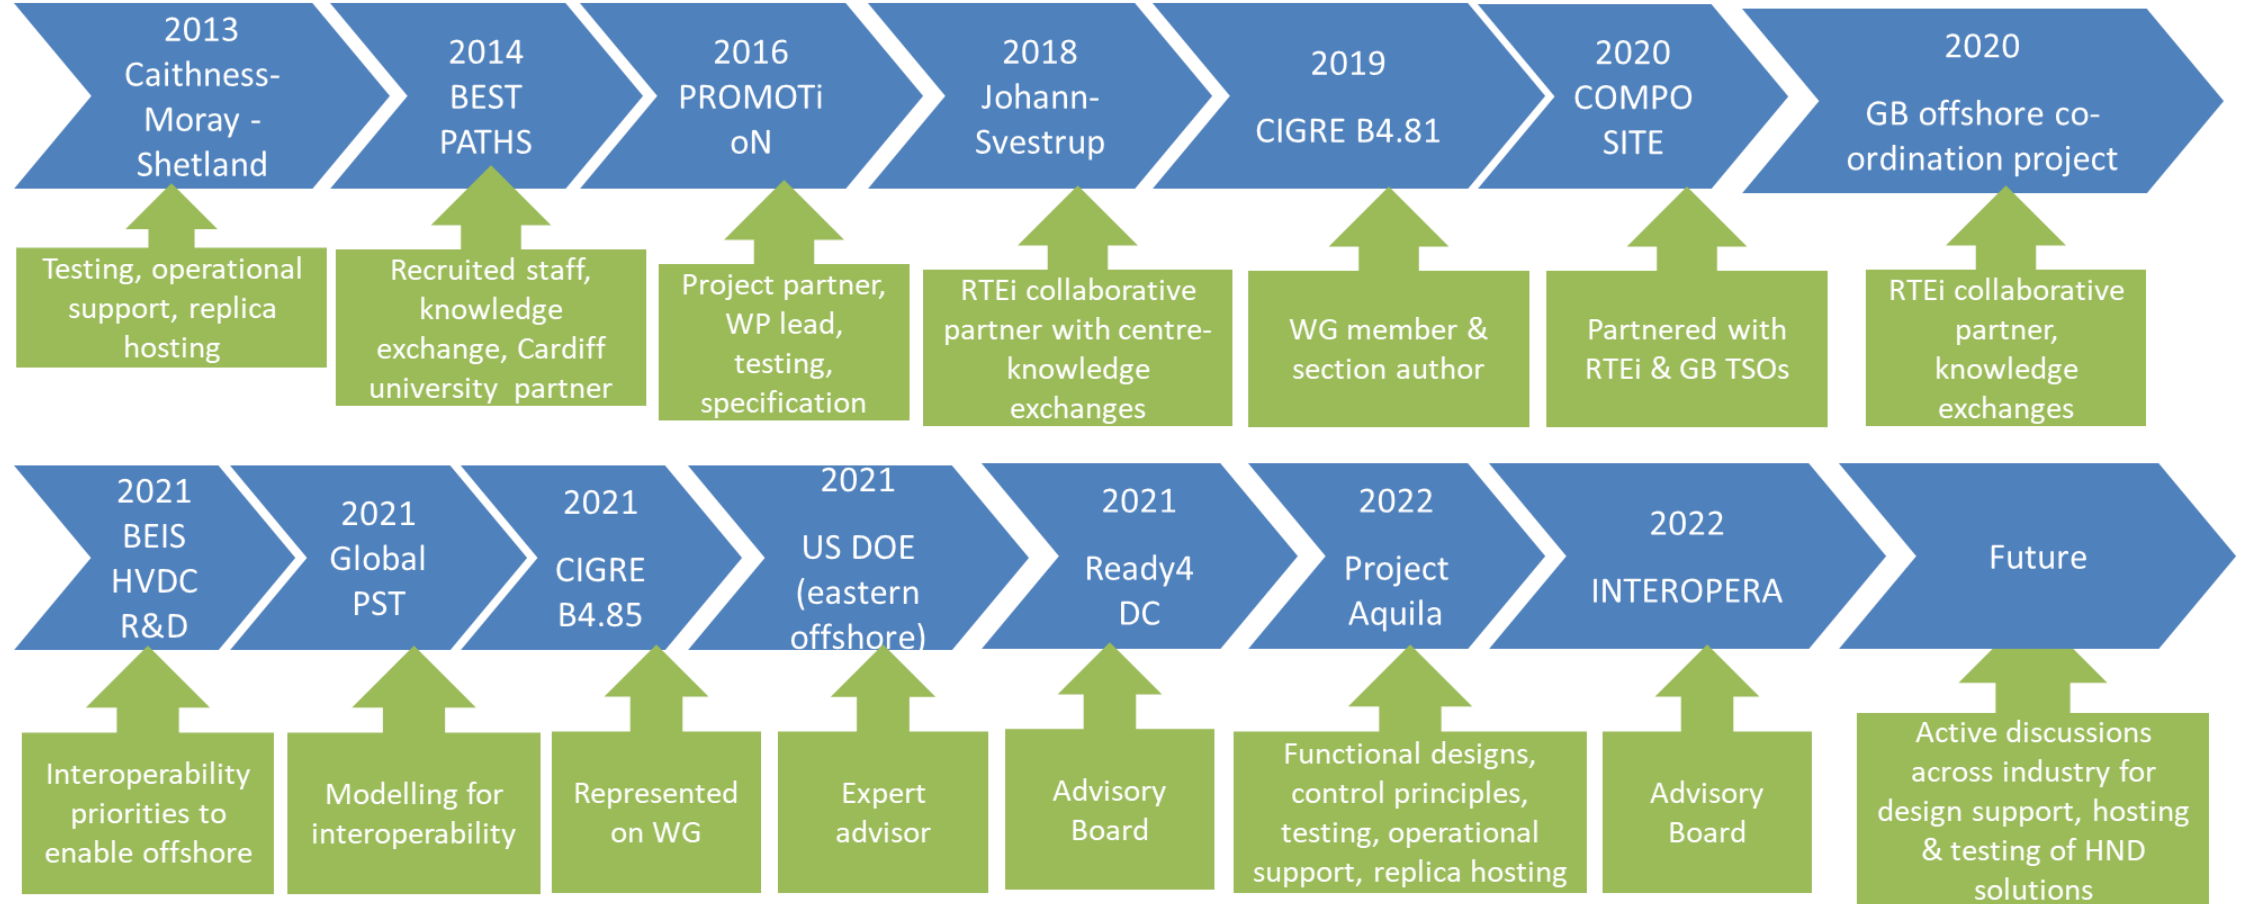 2013
Caithness-
Moray -
Shetland
2014
BEST
PATHS
2016
PROMOTi
oN
2018
Johann-
Svestrup
2019
CIGRE B4.81
2020
COMPO
SITE
2020
GB offshore co-
ordination project
Testing, operational
support, replica
hosting
Recruited staff,
knowledge
exchange, Cardiff
university partner
Project partner,
WP lead,
testing,
specification
RTEi collaborative
partner with centre-
knowledge
exchanges
WG member &
section author
Partnered with
RTEi & GB TSOs
RTEi collaborative
partner,
knowledge
exchanges
2021
BEIS
HVDC
R&D
2021
Global
PST
2021
CIGRE
B4.85
2021
US DOE
(eastern
offshore)
2021
Ready4
DC
2022
Project
Aquila
2022
INTEROPERA
Future
Interoperability
priorities to
enable offshore
Modelling for
interoperability
Represented
on WG
Expert
advisor
Advisory
Board
Functional designs,
control principles,
testing, operational
support, replica hosting
Advisory
Board
Active discussions
across industry for
design support, hosting
& testing of HND
solutions